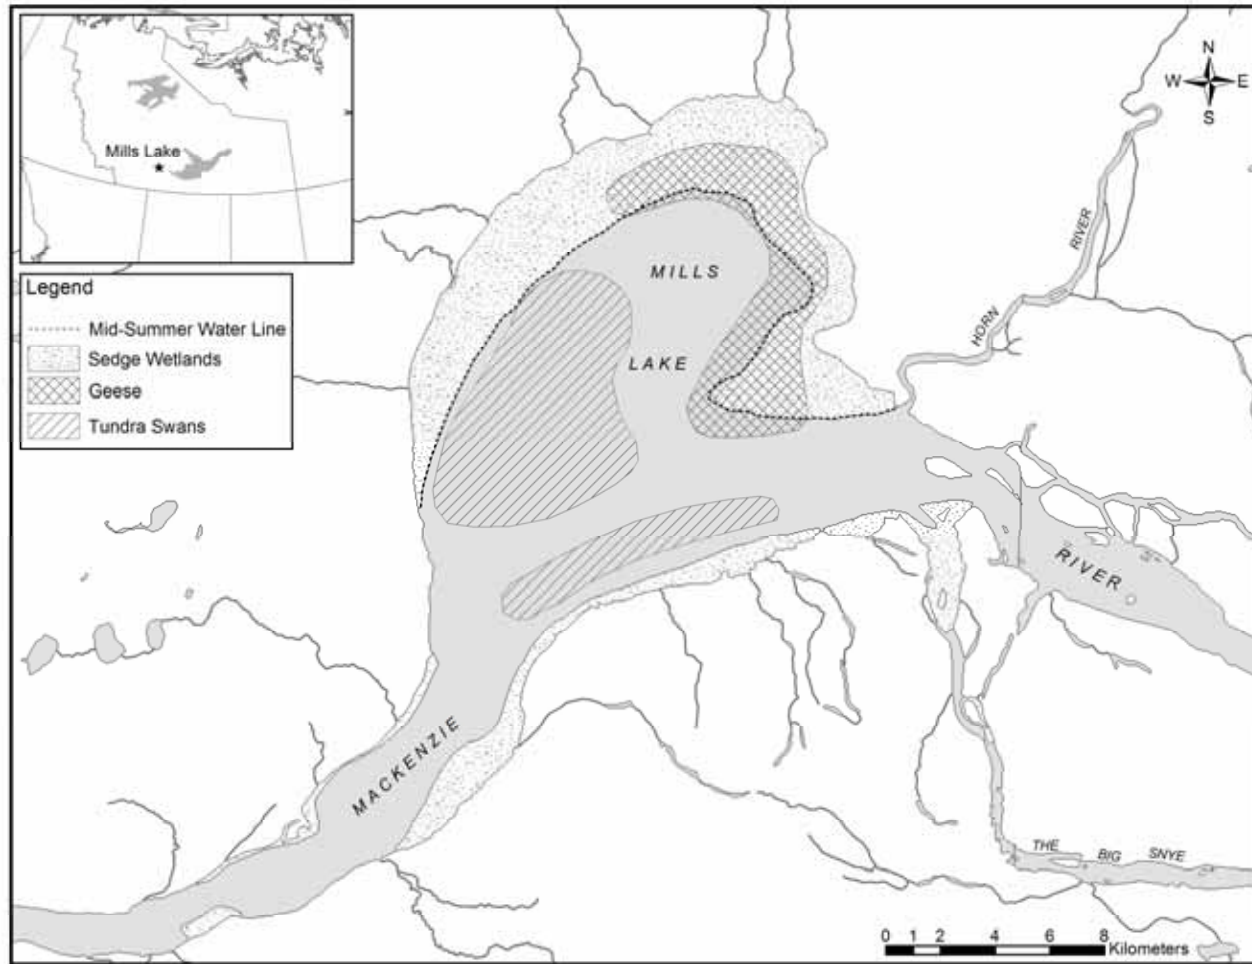 Mills Lake
N
W E
S
Legend
Mid-Summer Water Line
Sedge Wetlands
Geese
Tundra Swans
MILLS
LAKE
HORN
RIVER
RIVER
MACKENZIE
THE BIG SNYE
0 1 2 4 6 8
Kilometers